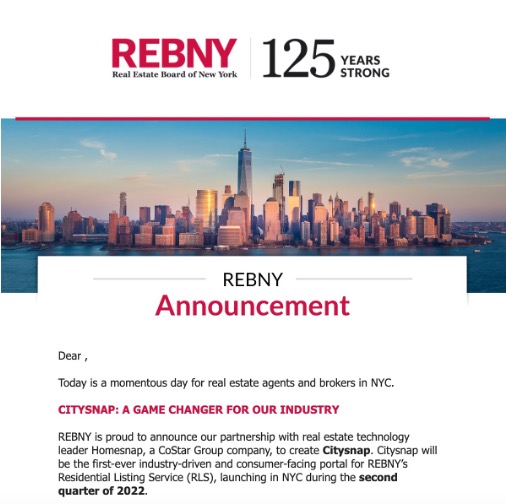 REBNY
Real Estate Board of New York
125 YEARS
STRONG
REBNY
Announcement
Dear ,
Today is a momentous day for real estate agents and brokers in NYC.
CITYSNAP: A GAME CHANGER FOR OUR INDUSTRY
REBNY is proud to announce our partnership with real estate technology
leader Homesnap, a CoStar Group company, to create Citysnap. Citysnap will
be the first-ever industry-driven and consumer-facing portal for REBNY's
Residential Listing Service (RLS), launching in NYC during the second
quarter of 2022.